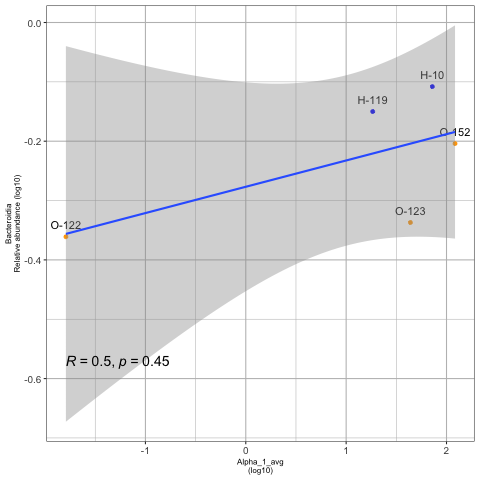 0.0
H-10
H-119
O-152
-0.2
O-122
O-123
Bacteroidia
Relative abundance (log10)
-0.4
R = 0.5, p = 0.45
-0.6
-1
0
1
2
Alpha_1_avg
(log10)